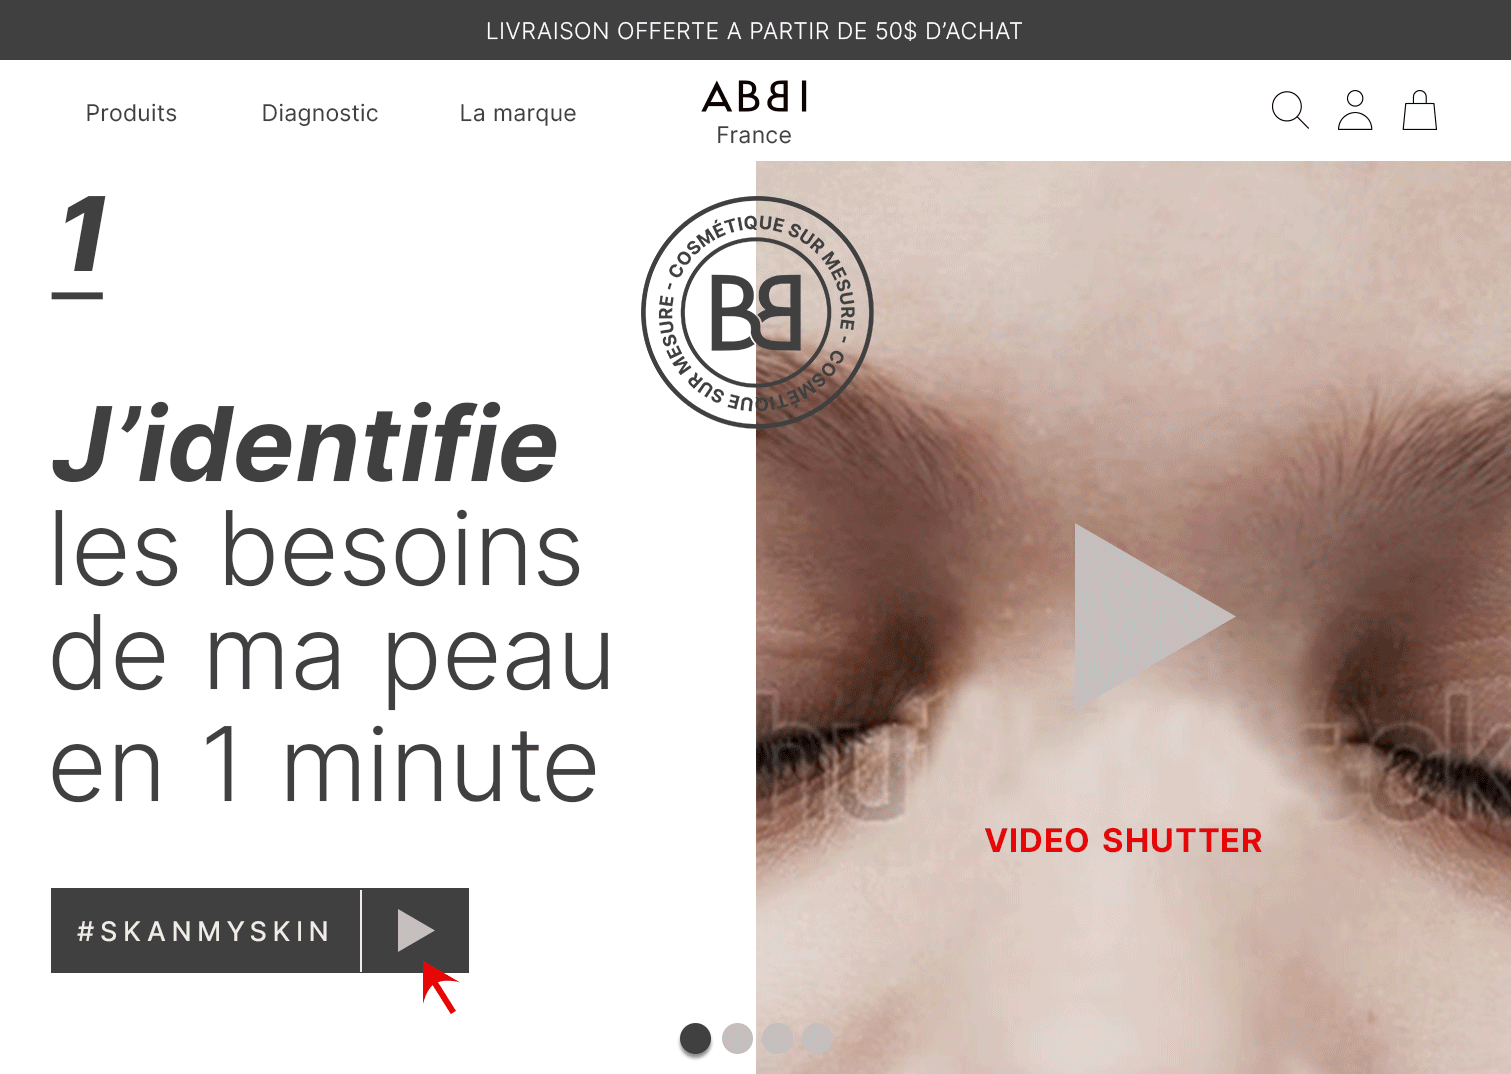 LIVRAISON OFFERTE A PARTIR DE 50$ D’ACHAT
Produits
Diagnostic
La marque
ABBI
France
1
COSMÉTIQUE SUR MESURE - COSMÉTIQUE SUR MESURE -
BB
J’identifie
les besoins
de ma peau
en 1 minute
#SKANMYSKIN
VIDEO SHUTTER